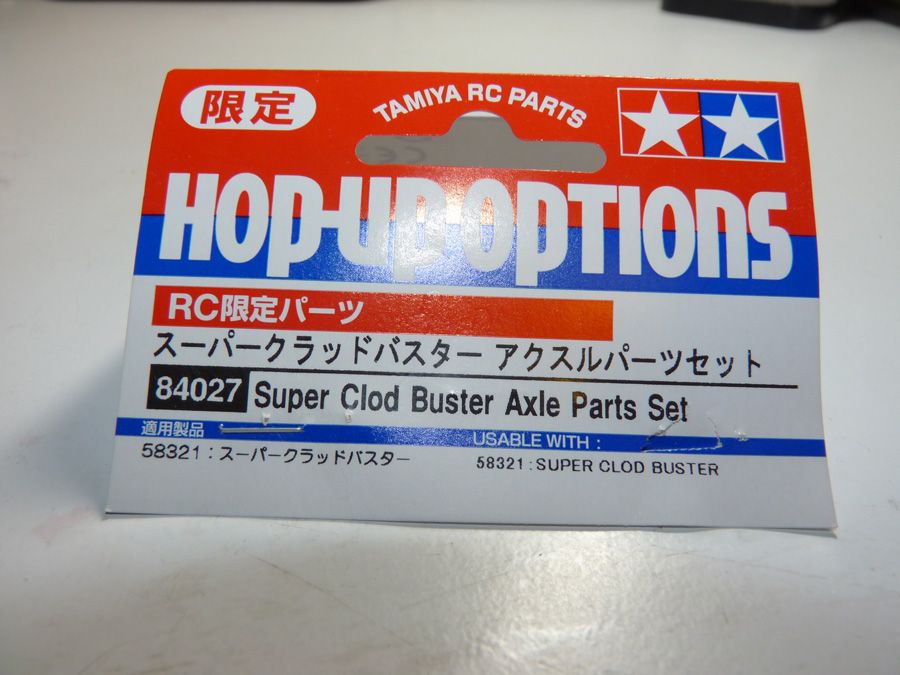 限定
TAMIYA RC PARTS
HOP-UP OPTIONS
RC限定パーツ
スーパークラッドバスター アクスルパーツセット
84027 Super Clod Buster Axle Parts Set
適用製品 USABLE WITH :
58321 : スーパークラッドバスター 58321 : SUPER CLOD BUSTER